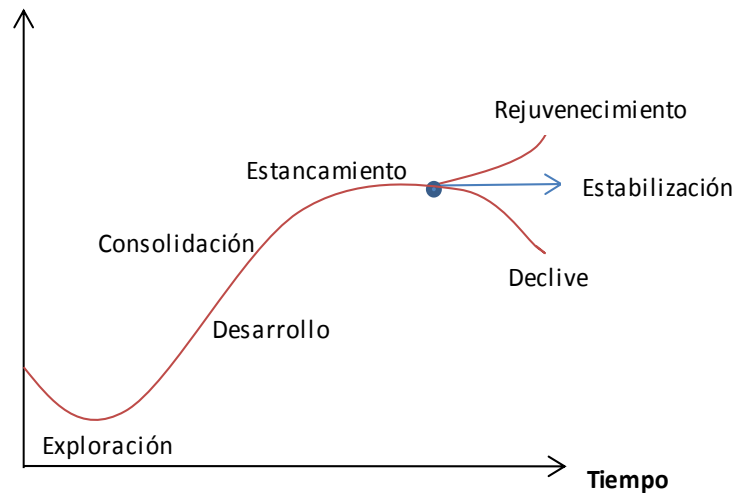 Rejuvenecimiento
Estancamiento
Estabilización
Consolidación
Declive
Desarrollo
Exploración
Tiempo